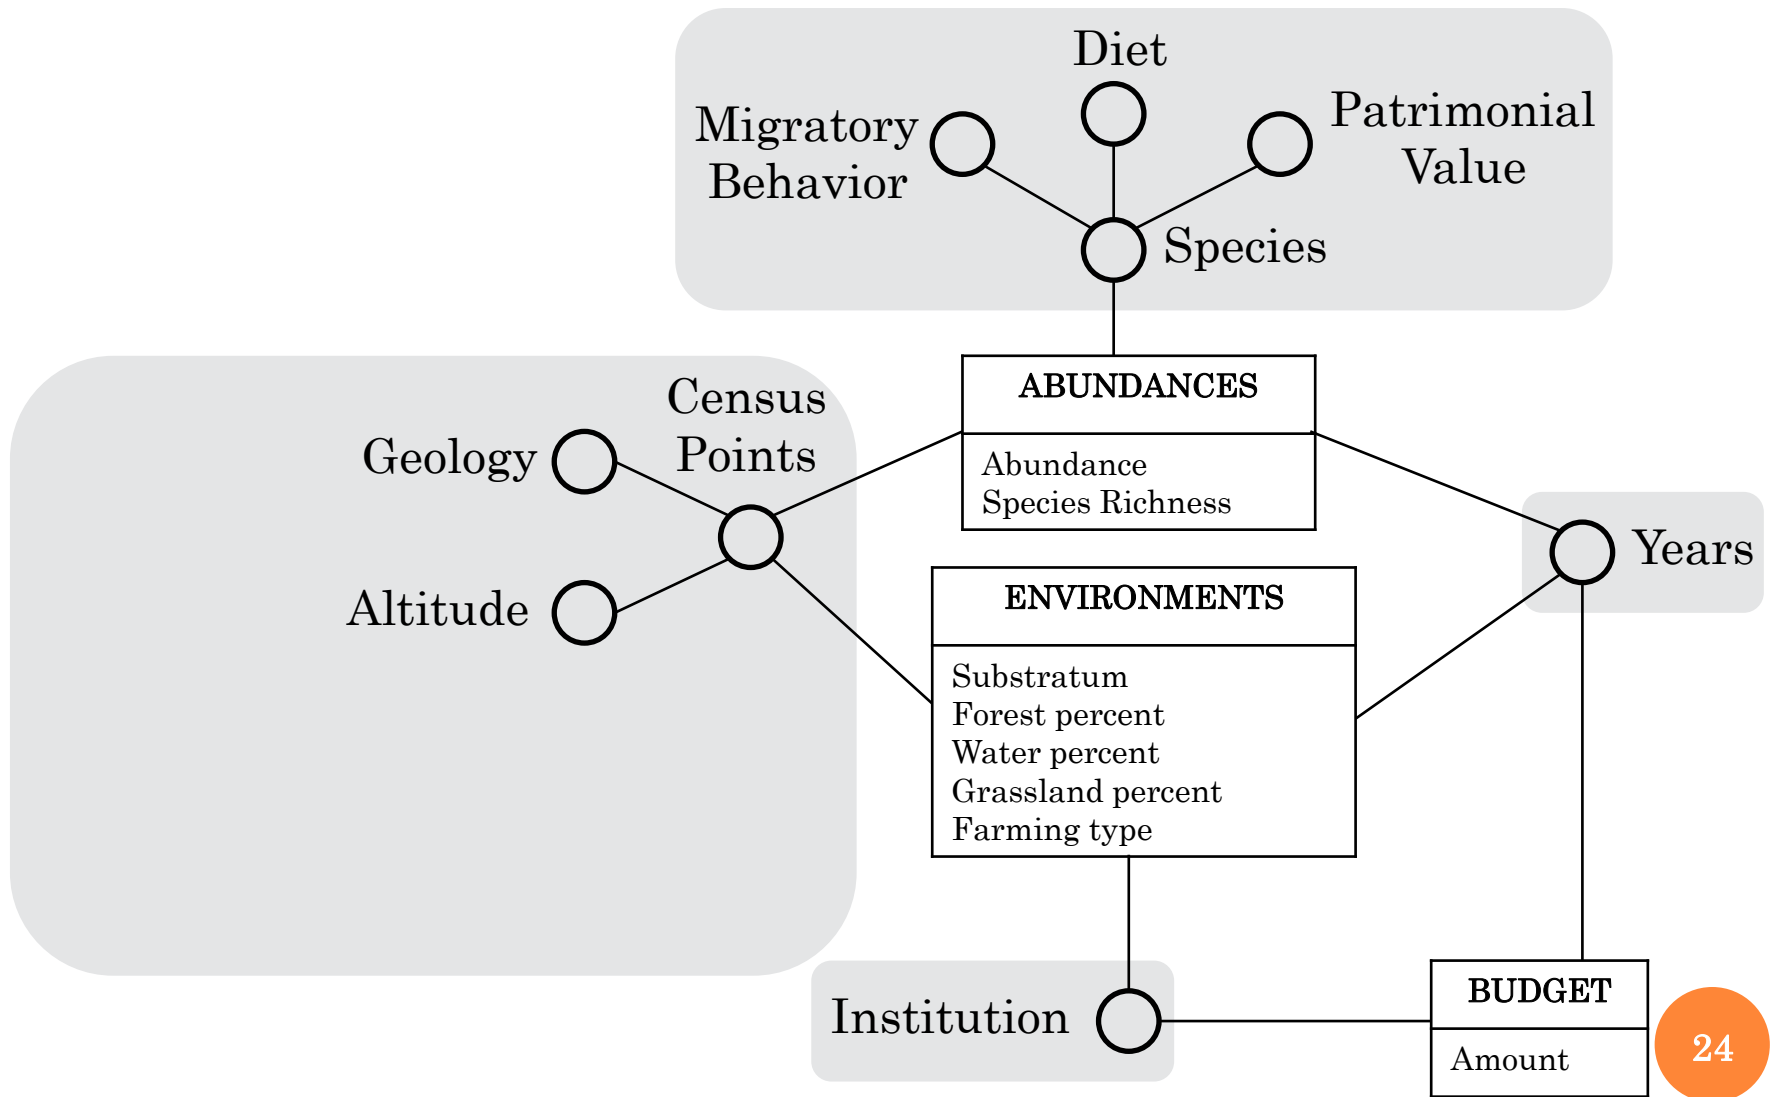 Diet
Migratory
Behavior
Patrimonial
Value
Species
ABUNDANCES
Abundance
Species Richness
Census
Points
Geology
Altitude
Years
ENVIRONMENTS
Substratum
Forest percent
Water percent
Grassland percent
Farming type
Institution
BUDGET
Amount
24